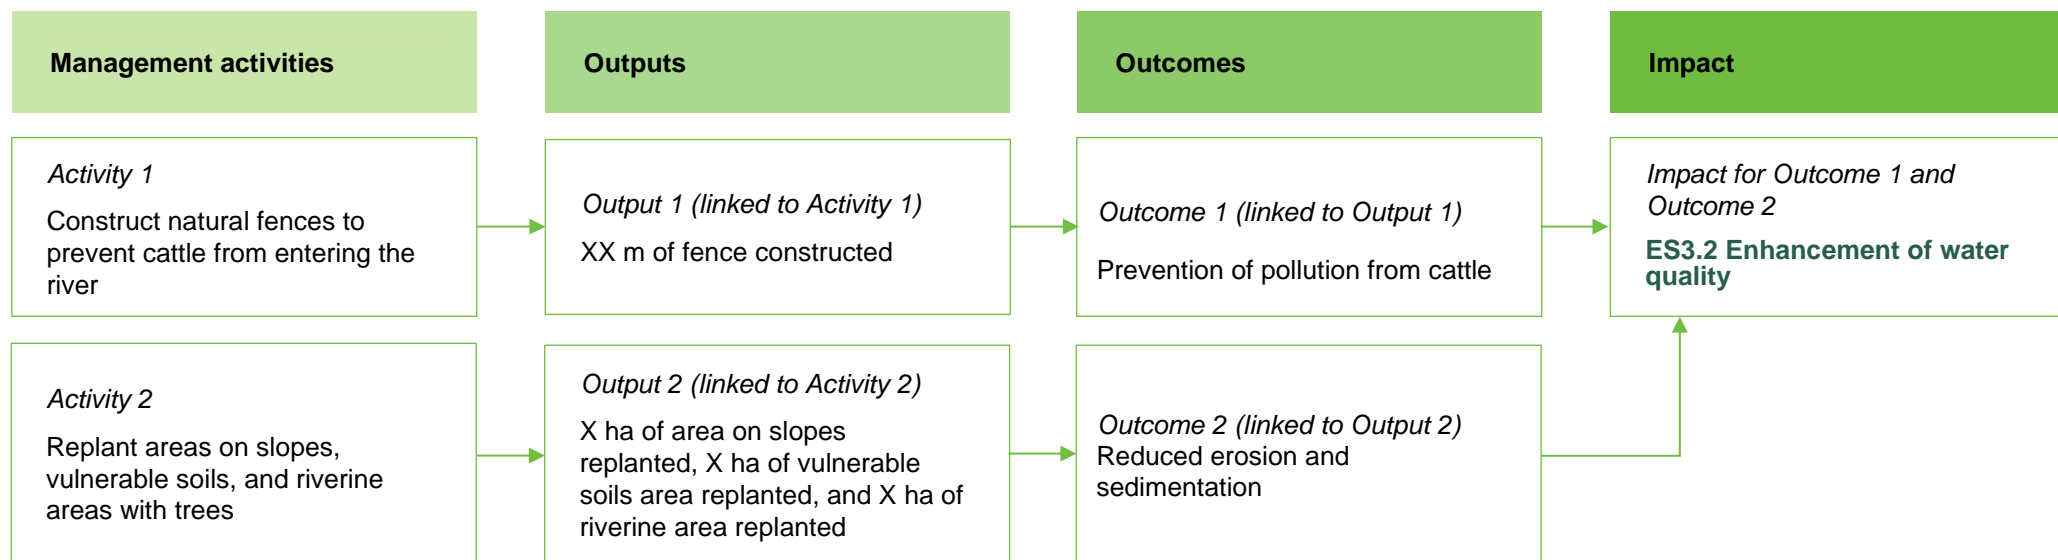 Management activities
Outputs
Outcomes
Impact
Activity 1
Construct natural fences to
prevent cattle from entering the
river
Output 1 (linked to Activity 1)
XX m of fence constructed
Outcome 1 (linked to Output 1)
Prevention of pollution from cattle
Impact for Outcome 1 and
Outcome 2
ES3.2 Enhancement of water
quality
Activity 2
Replant areas on slopes,
vulnerable soils, and riverine
areas with trees
Output 2 (linked to Activity 2)
X ha of area on slopes
replanted, X ha of vulnerable
soils area replanted, and X ha of
riverine area replanted
Outcome 2 (linked to Output 2)
Reduced erosion and
sedimentation